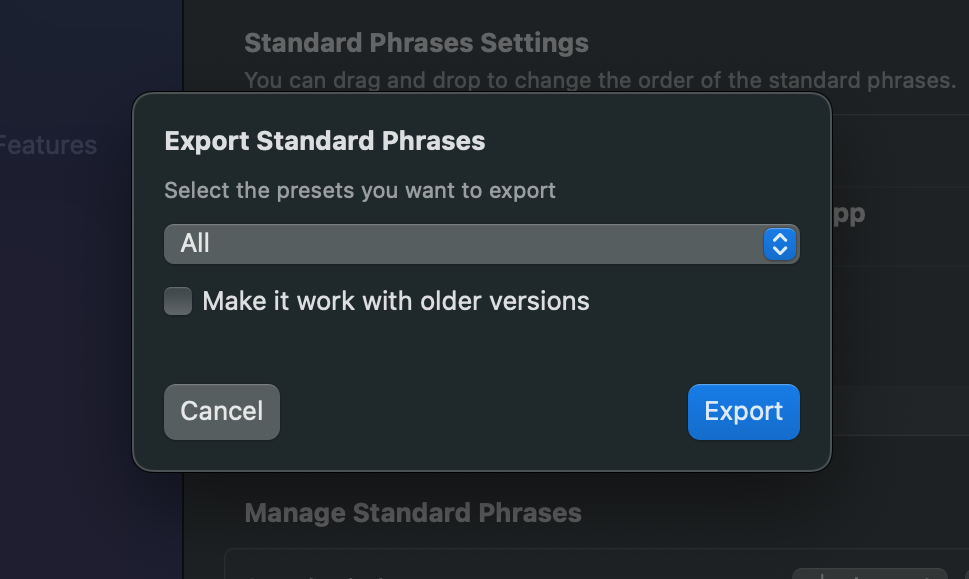 Standard Phrases Settings
You can drag and drop to change the order of the standard phrases.
Features
Export Standard Phrases
Select the presets you want to export
All
Make it work with older versions
Cancel
Export
Manage Standard Phrases